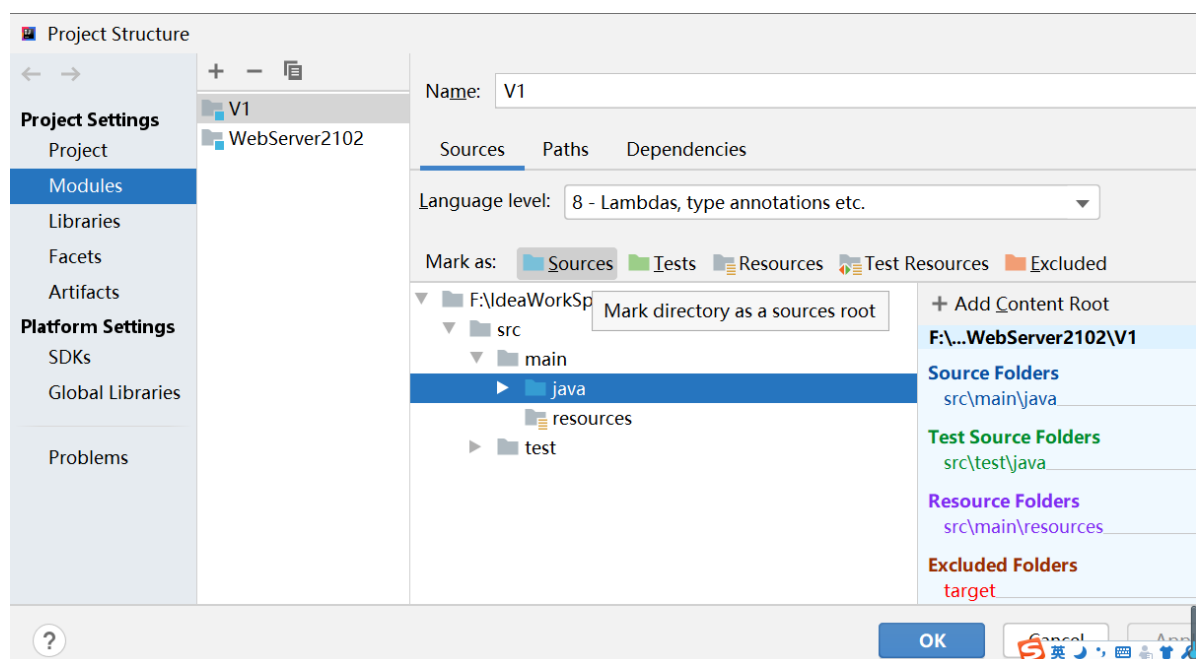 Project Structure
Project Settings
Project
Modules
Libraries
Facets
Artifacts
Platform Settings
SDKs
Global Libraries
Problems
V1
WebServer2102
Name: V1
Sources Paths Dependencies
Language level: 8 - Lambdas, type annotations etc.
Mark as: Sources Tests Resources Test Resources Excluded
F:\IdeaWorkSp
Mark directory as a sources root
src
main
java
resources
test
+ Add Content Root
F:\...WebServer2102\V1
Source Folders
src\main\java
Test Source Folders
src\test\java
Resource Folders
src\main\resources
Excluded Folders
target
?
OK
Cancel
英